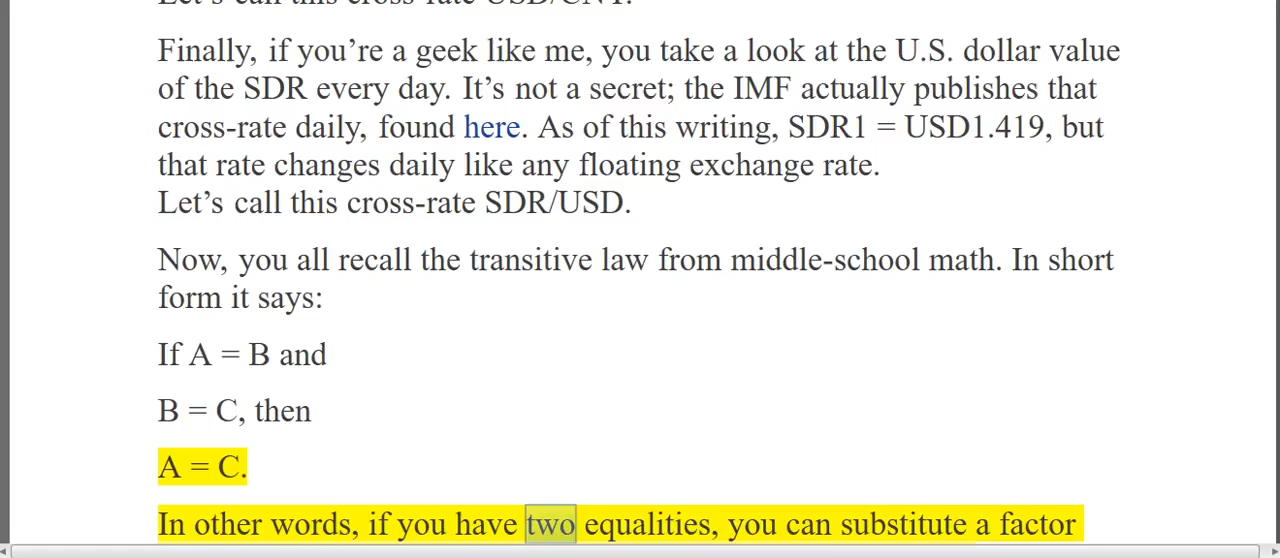 Finally, if you’re a geek like me, you take a look at the U.S. dollar value
of the SDR every day. It’s not a secret; the IMF actually publishes that
cross-rate daily, found here. As of this writing, SDR1 = USD1.419, but
that rate changes daily like any floating exchange rate.
Let’s call this cross-rate SDR/USD.
Now, you all recall the transitive law from middle-school math. In short
form it says:
If A = B and
B = C, then
A = C.
In other words, if you have two equalities, you can substitute a factor